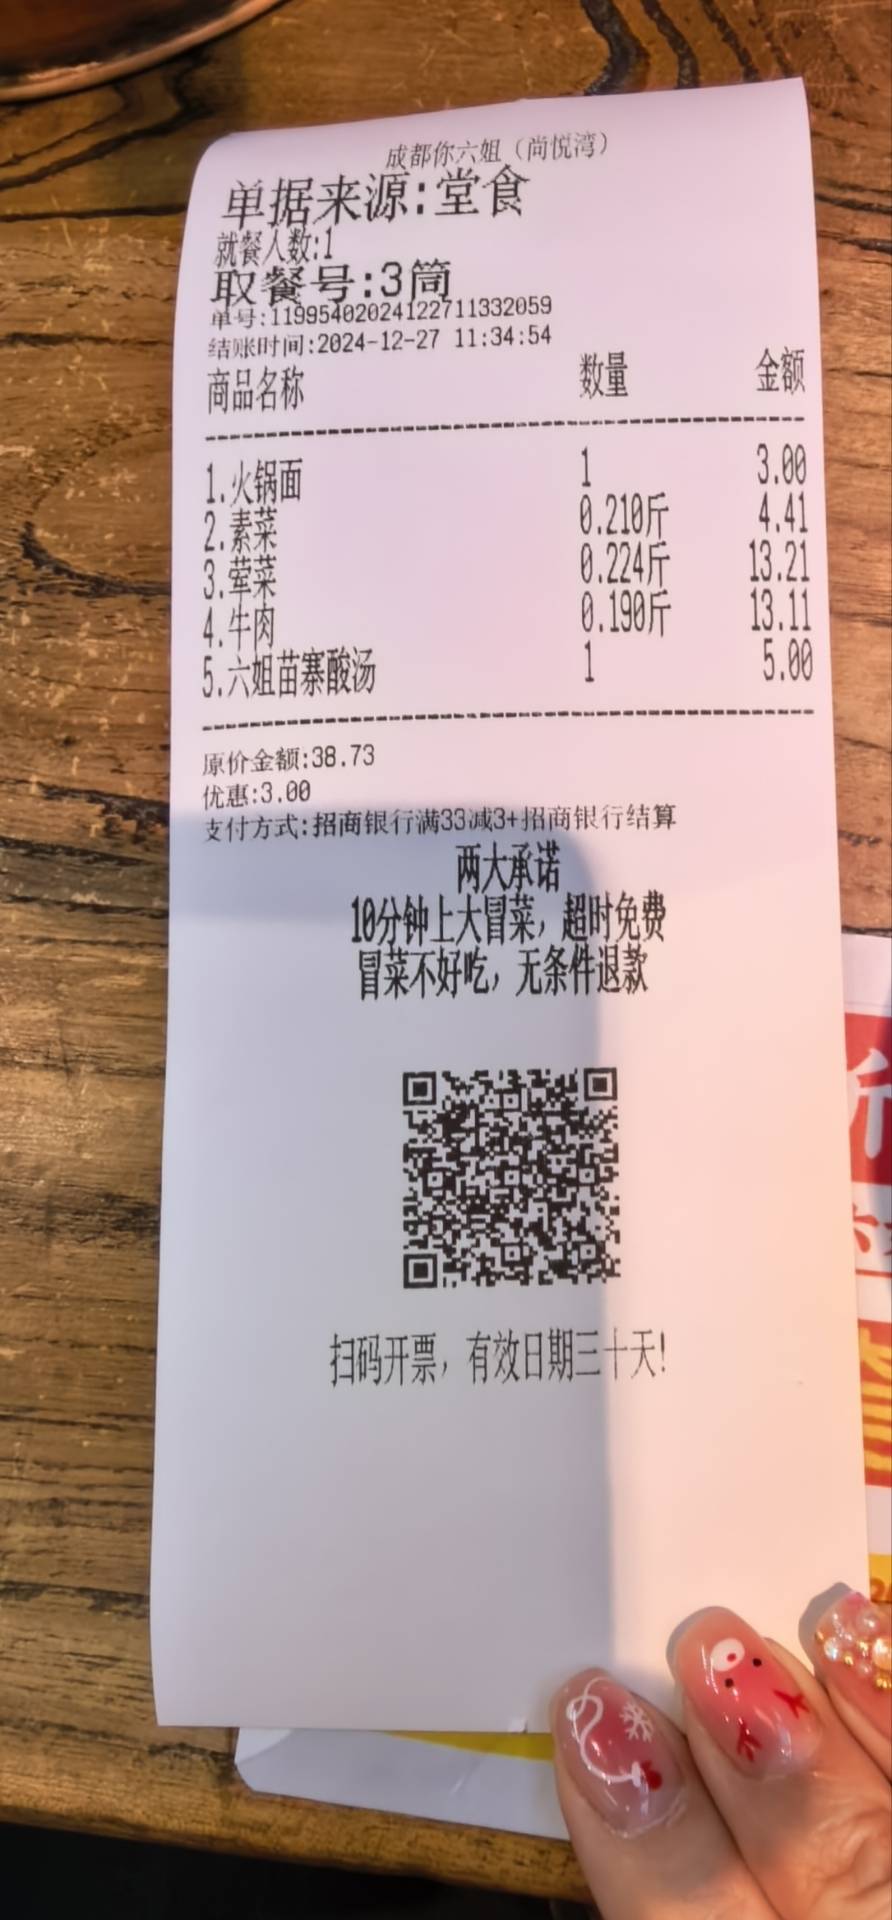 成都你六姐（尚悦湾）
单据来源:堂食
就餐人数:1
取餐号:3筒
单号:11995402024122711332059
结账时间:2024-12-27 11:34:54
商品名称 数量 金额
1.火锅面 1 3.00
2.素菜 0.210斤 4.41
3.荤菜 0.224斤 13.21
4.牛肉 0.190斤 13.11
5.六姐苗寨酸汤 1 5.00
原价金额:38.73
优惠:3.00
支付方式:招商银行满33减3+招商银行结算
两大承诺
10分钟上大冒菜，超时免费
冒菜不好吃，无条件退款
扫码开票，有效日期三十天!